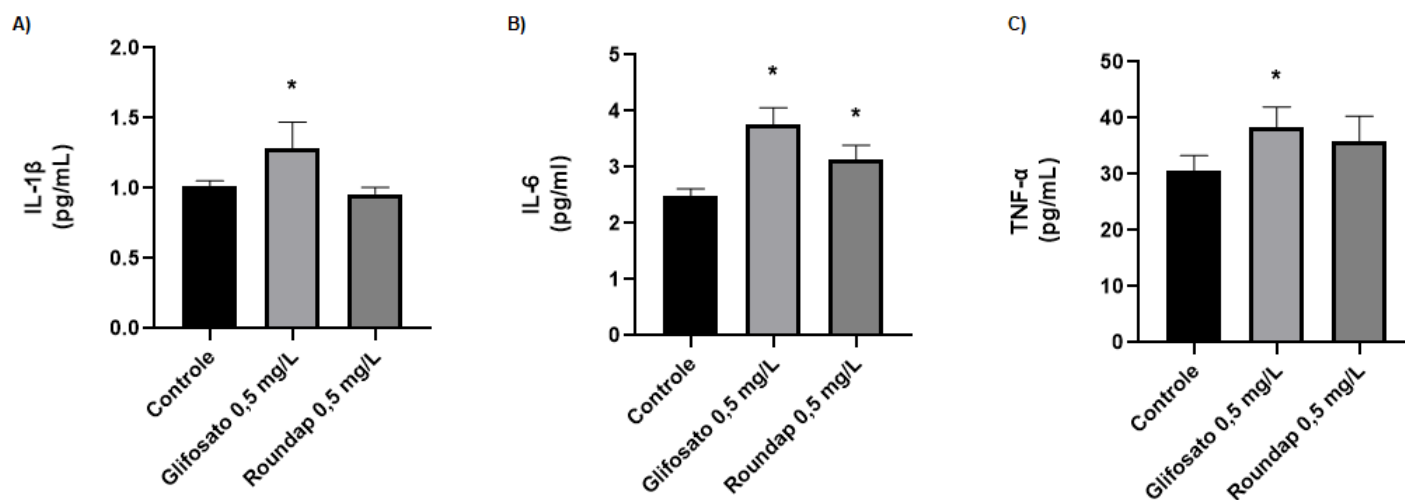 A)
IL-1β
(pg/mL)
2.0
1.5
1.0
0.5
0.0
*
Controle
Glifosato 0,5 mg/L
Roundap 0,5 mg/L
B)
IL-6
(pg/ml)
5
4
3
2
1
0
*
*
Controle
Glifosato 0,5 mg/L
Roundap 0,5 mg/L
C)
TNF-α
(pg/mL)
50
40
30
20
10
0
*
Controle
Glifosato 0,5 mg/L
Roundap 0,5 mg/L